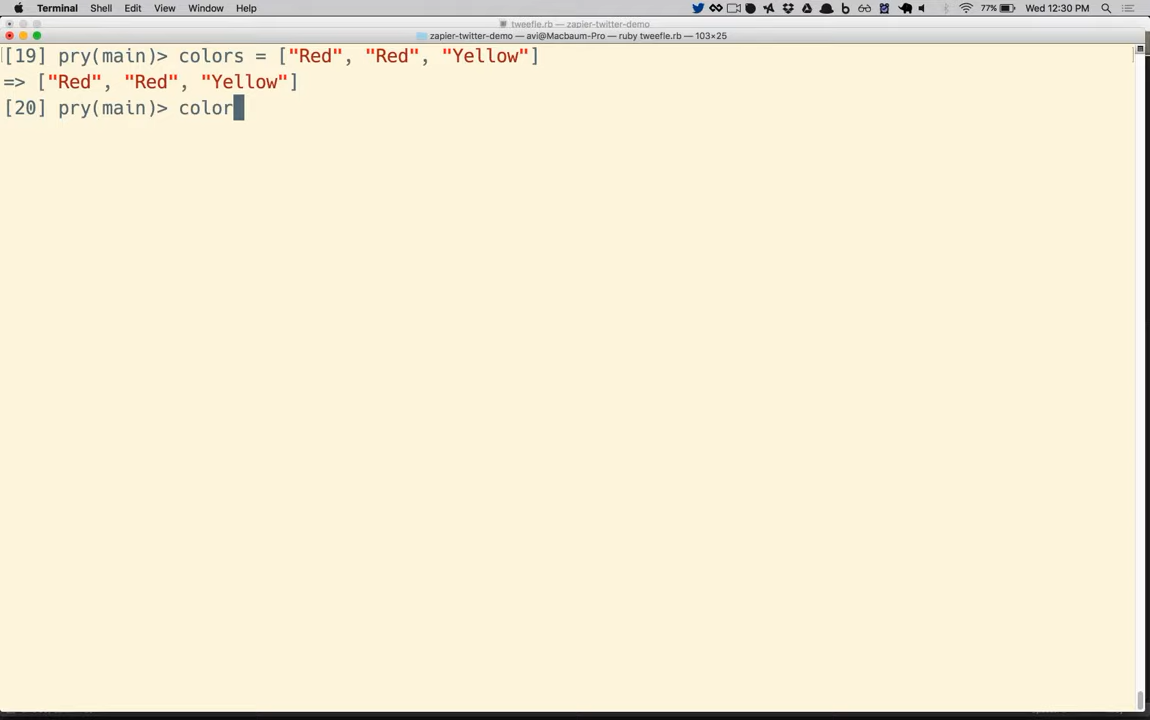 Terminal Shell Edit View Window Help 77% Wed 12:30 PM
tweefle.rb — zapier-twitter-demo
zapier-twitter-demo — avi@Macbaum-Pro — ruby tweefle.rb — 103×25
[19] pry(main)> colors = ["Red", "Red", "Yellow"]
=> ["Red", "Red", "Yellow"]
[20] pry(main)> color